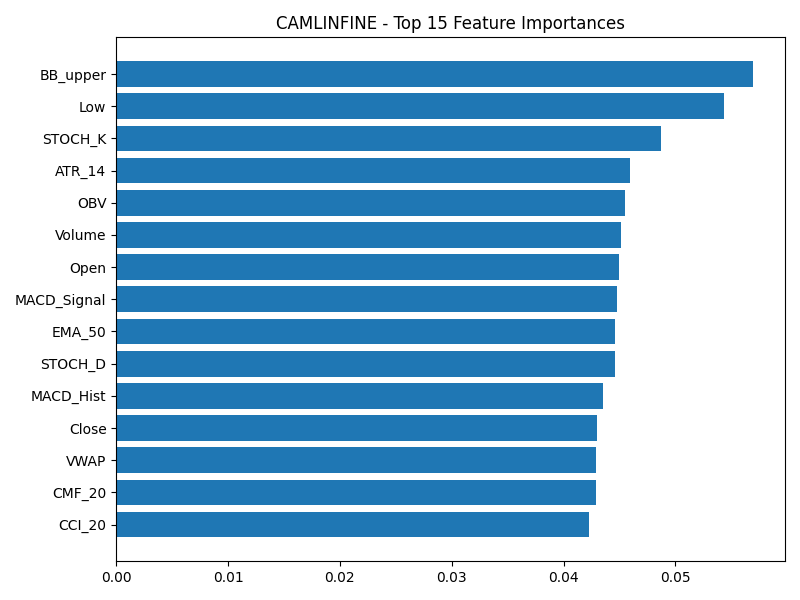 CAMLINFINE - Top 15 Feature Importances
BB_upper
Low
STOCH_K
ATR_14
OBV
Volume
Open
MACD_Signal
EMA_50
STOCH_D
MACD_Hist
Close
VWAP
CMF_20
CCI_20
0.00 0.01 0.02 0.03 0.04 0.05